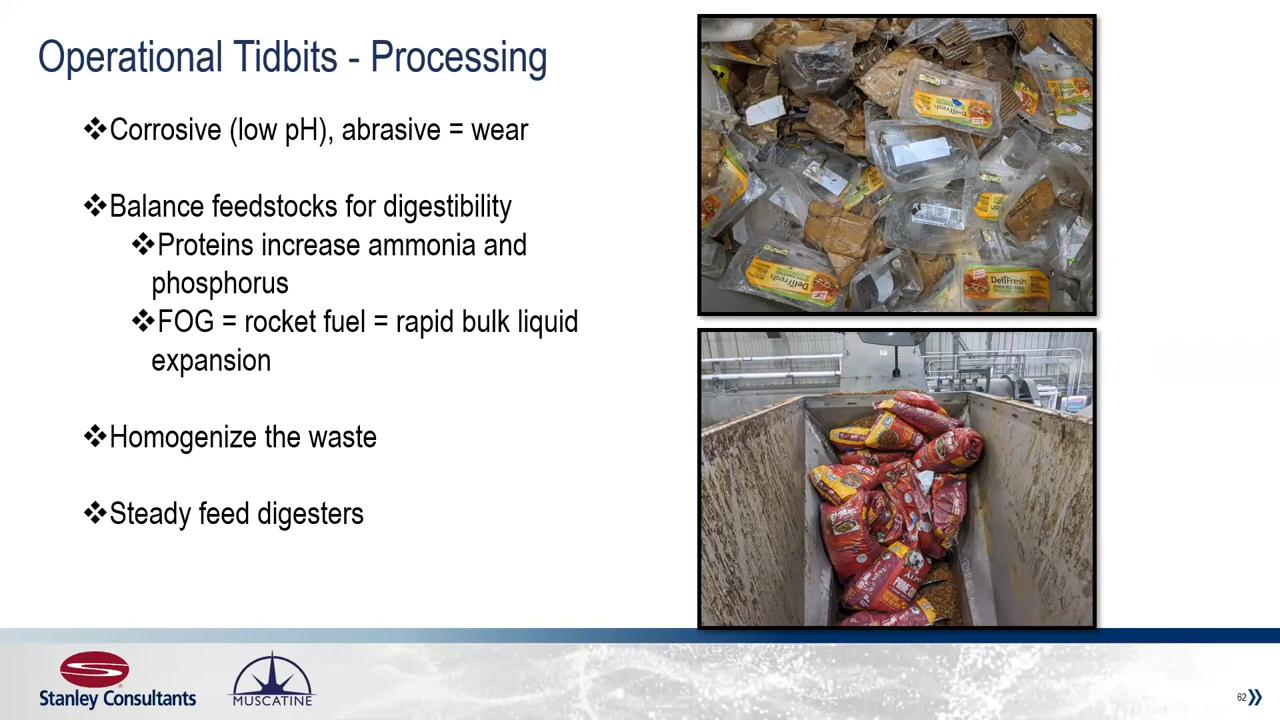 Operational Tidbits - Processing
❖Corrosive (low pH), abrasive = wear
❖Balance feedstocks for digestibility
❖Proteins increase ammonia and
phosphorus
❖FOG = rocket fuel = rapid bulk liquid
expansion
❖Homogenize the waste
❖Steady feed digesters
DeliFresh
DeliFresh
DeliFresh
Stanley Consultants
MUSCATINE
62